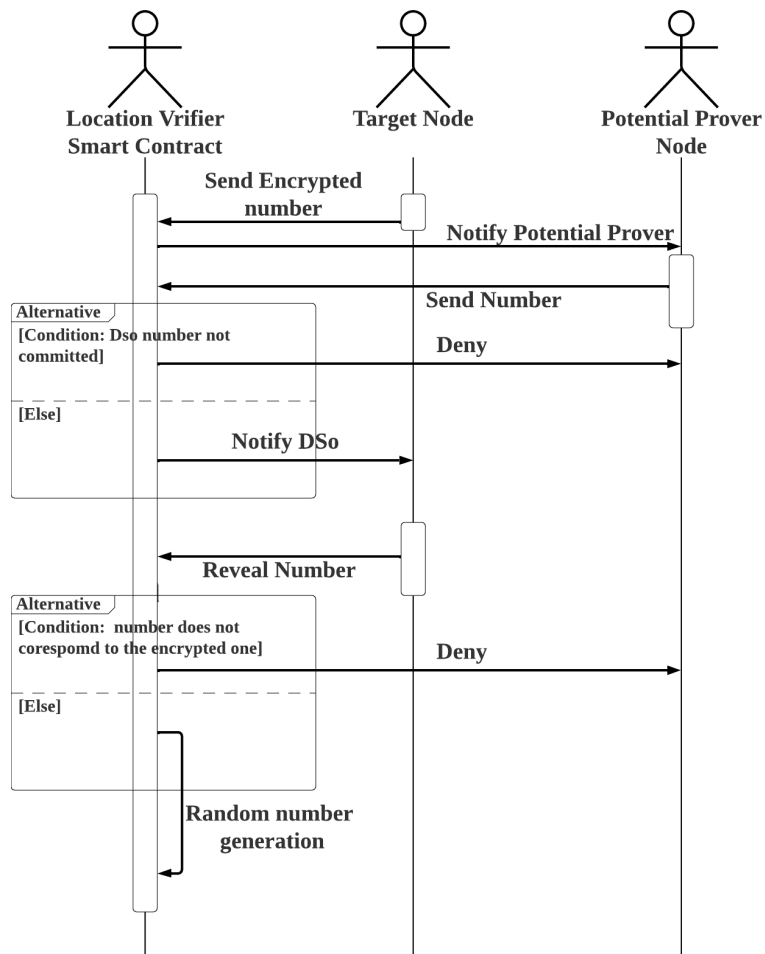 Location Vrifier
Smart Contract
Target Node
Potential Prover
Node
Send Encrypted
number
Notify Potential Prover
Send Number
Alternative
[Condition: Dso number not
committed]
Deny
[Else]
Notify DSo
Reveal Number
Alternative
[Condition:  number does not
corespomd to the encrypted one]
Deny
[Else]
Random number
generation